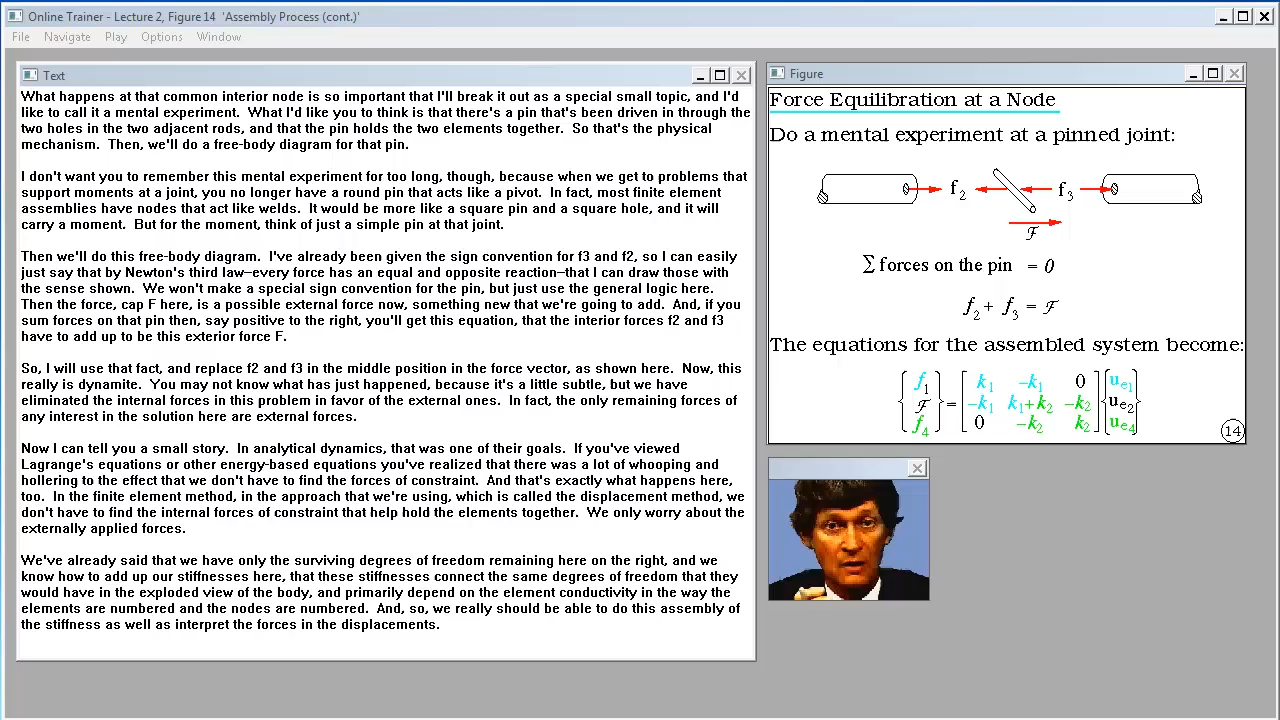 Online Trainer - Lecture 2, Figure 14  'Assembly Process (cont.)'
File Navigate Play Options Window
Text
What happens at that common interior node is so important that I'll break it out as a special small topic, and I'd
like to call it a mental experiment.  What I'd like you to think is that there's a pin that's been driven in through the
two holes in the two adjacent rods, and that the pin holds the two elements together.  So that's the physical
mechanism.  Then, we'll do a free-body diagram for that pin.
I don't want you to remember this mental experiment for too long, though, because when we get to problems that
support moments at a joint, you no longer have a round pin that acts like a pivot.  In fact, most finite element
assemblies have nodes that act like welds.  It would be more like a square pin and a square hole, and it will
carry a moment.  But for the moment, think of just a simple pin at that joint.
Then we'll do this free-body diagram.  I've already been given the sign convention for f3 and f2, so I can easily
just say that by Newton's third law--every force has an equal and opposite reaction--that I can draw those with
the sense shown.  We won't make a special sign convention for the pin, but just use the general logic here.
Then the force, cap F here, is a possible external force now, something new that we're going to add.  And, if you
sum forces on that pin then, say positive to the right, you'll get this equation, that the interior forces f2 and f3
have to add up to be this exterior force F.
So, I will use that fact, and replace f2 and f3 in the middle position in the force vector, as shown here.  Now, this
really is dynamite.  You may not know what has just happened, because it's a little subtle, but we have
eliminated the internal forces in this problem in favor of the external ones.  In fact, the only remaining forces of
any interest in the solution here are external forces.
Now I can tell you a small story.  In analytical dynamics, that was one of their goals.  If you've viewed
Lagrange's equations or other energy-based equations you've realized that there was a lot of whooping and
hollering to the effect that we don't have to find the forces of constraint.  And that's exactly what happens here,
too.  In the finite element method, in the approach that we're using, which is called the displacement method, we
don't have to find the internal forces of constraint that help hold the elements together.  We only worry about the
externally applied forces.
We've already said that we have only the surviving degrees of freedom remaining here on the right, and we
know how to add up our stiffnesses here, that these stiffnesses connect the same degrees of freedom that they
would have in the exploded view of the body, and primarily depend on the element conductivity in the way the
elements are numbered and the nodes are numbered.  And, so, we really should be able to do this assembly of
the stiffness as well as interpret the forces in the displacements.
Figure
Force Equilibration at a Node
Do a mental experiment at a pinned joint:
f2 f3
ℱ
∑ forces on the pin = 0
f2 + f3 = ℱ
The equations for the assembled system become:
f1 k1 -k1 0 ue1
ℱ = -k1 k1+k2 -k2 ue2
f4 0 -k2 k2 ue4
14